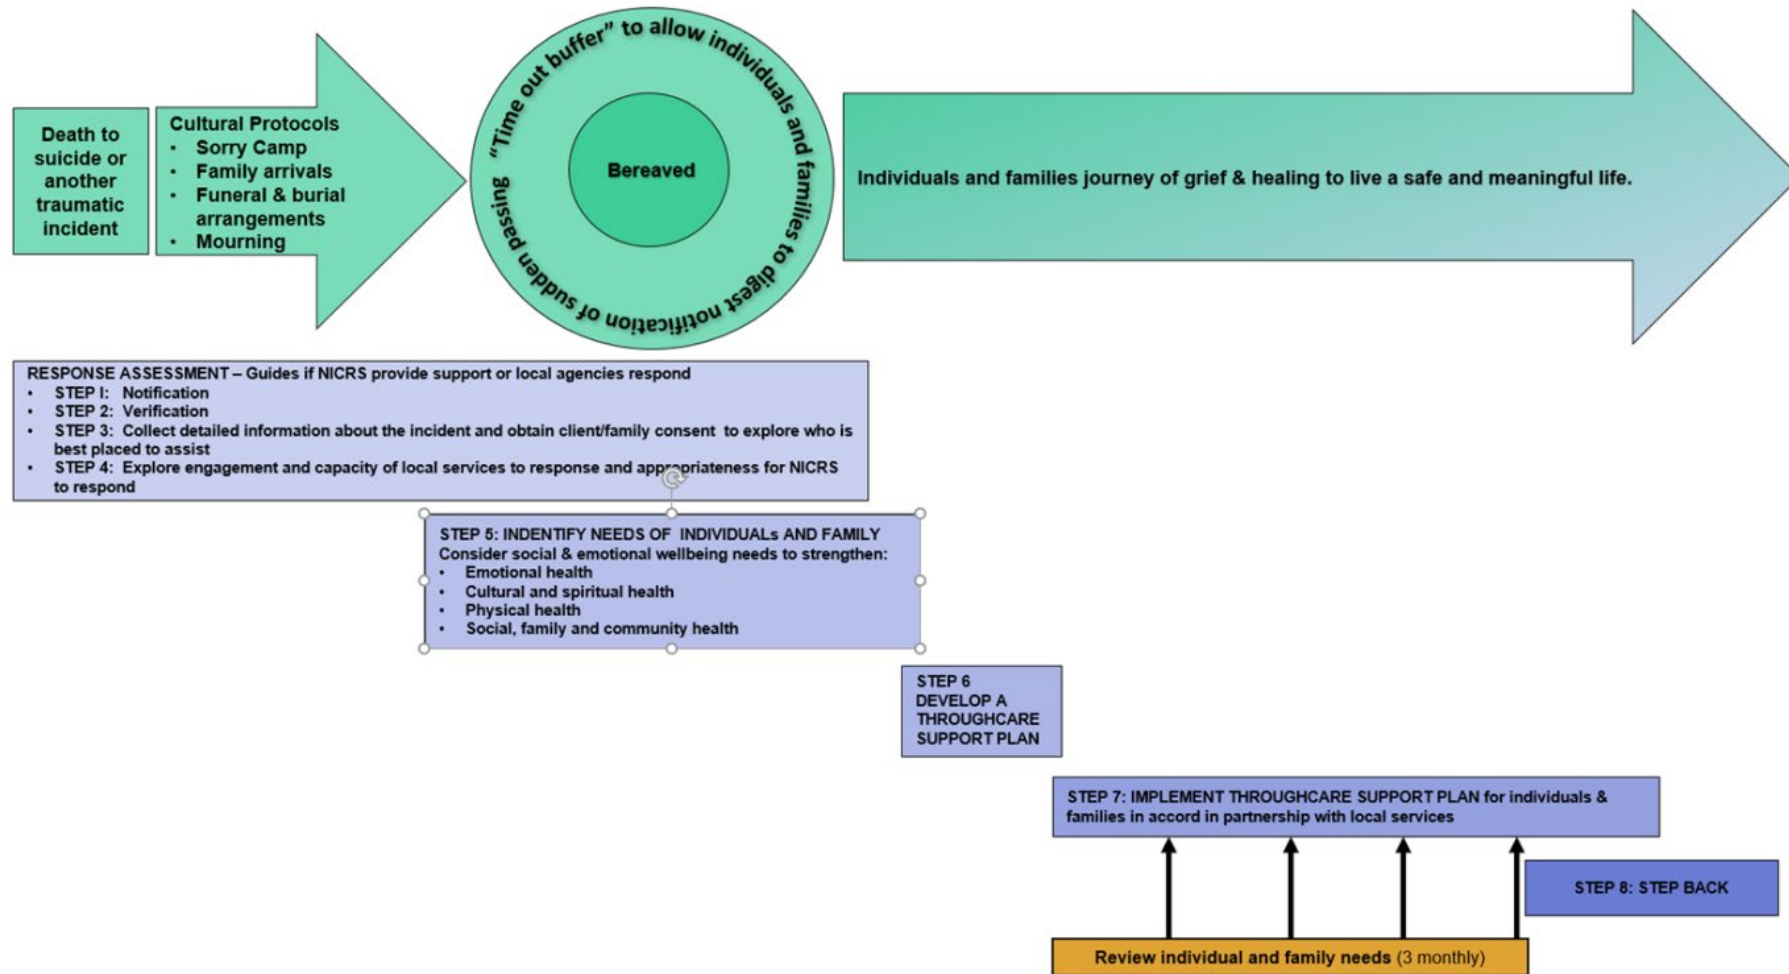 Death to
suicide or
another
traumatic
incident
Cultural Protocols
• Sorry Camp
• Family arrivals
• Funeral & burial
arrangements
• Mourning
"Time out buffer" to allow individuals and families to digest notification of sudden passing
Bereaved
Individuals and families journey of grief & healing to live a safe and meaningful life.
RESPONSE ASSESSMENT – Guides if NICRS provide support or local agencies respond
• STEP I: Notification
• STEP 2: Verification
• STEP 3: Collect detailed information about the incident and obtain client/family consent to explore who is
best placed to assist
• STEP 4: Explore engagement and capacity of local services to response and appropriateness for NICRS
to respond
STEP 5: INDENTIFY NEEDS OF INDIVIDUALs AND FAMILY
Consider social & emotional wellbeing needs to strengthen:
• Emotional health
• Cultural and spiritual health
• Physical health
• Social, family and community health
STEP 6
DEVELOP A
THROUGHCARE
SUPPORT PLAN
STEP 7: IMPLEMENT THROUGHCARE SUPPORT PLAN for individuals &
families in accord in partnership with local services
STEP 8: STEP BACK
Review individual and family needs (3 monthly)